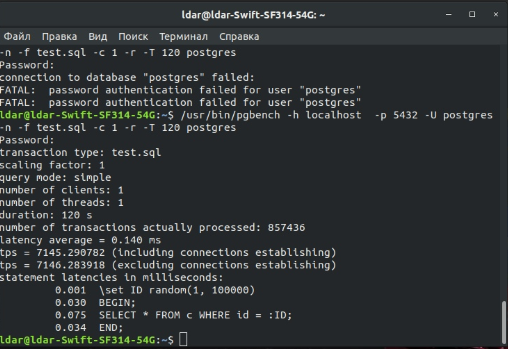 ldar@ldar-Swift-SF314-54G: ~
Файл Правка Вид Поиск Терминал Справка
-n -f test.sql -c 1 -r -T 120 postgres
Password:
connection to database "postgres" failed:
FATAL:  password authentication failed for user "postgres"
FATAL:  password authentication failed for user "postgres"
ldar@ldar-Swift-SF314-54G:~$ /usr/bin/pgbench -h localhost  -p 5432 -U postgres
-n -f test.sql -c 1 -r -T 120 postgres
Password:
transaction type: test.sql
scaling factor: 1
query mode: simple
number of clients: 1
number of threads: 1
duration: 120 s
number of transactions actually processed: 857436
latency average = 0.140 ms
tps = 7145.290782 (including connections establishing)
tps = 7146.283918 (excluding connections establishing)
statement latencies in milliseconds:
0.001  \set ID random(1, 100000)
0.030  BEGIN;
0.075  SELECT * FROM c WHERE id = :ID;
0.034  END;
ldar@ldar-Swift-SF314-54G:~$